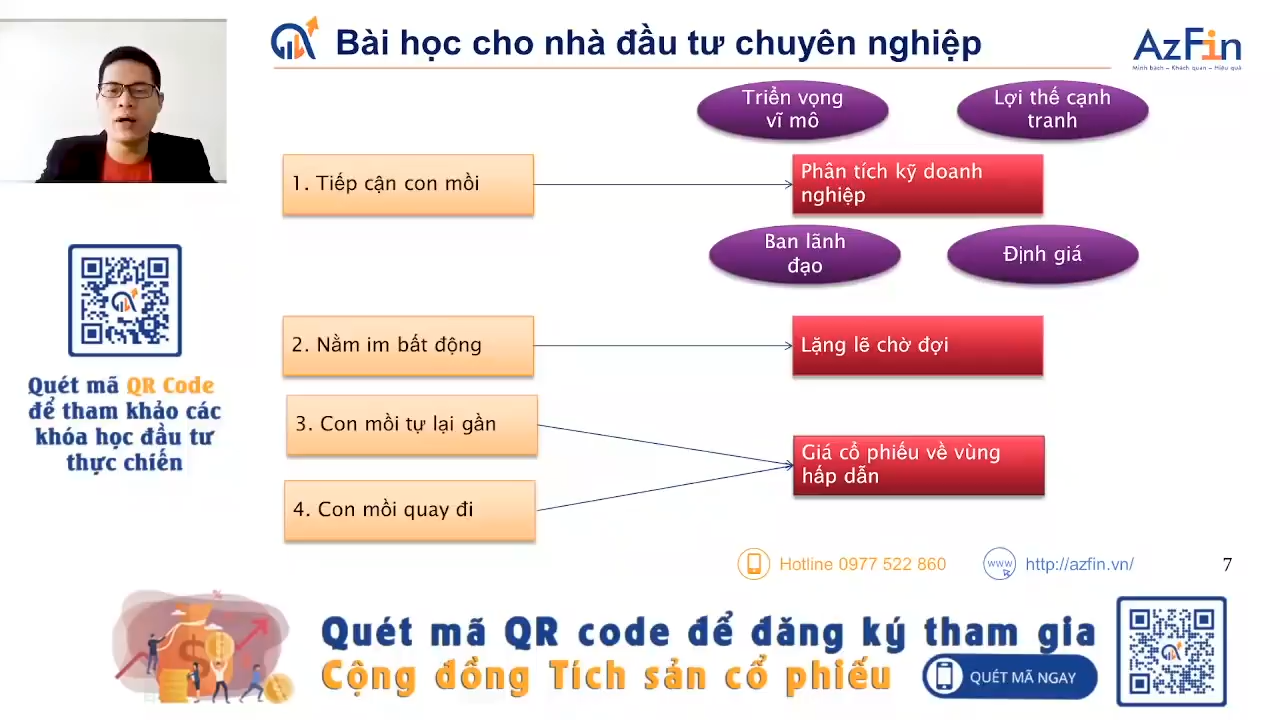 Bài học cho nhà đầu tư chuyên nghiệp
AzFin
Minh bạch – Khách quan – Hiệu quả
Triển vọng
vĩ mô
Lợi thế cạnh
tranh
1. Tiếp cận con mồi
Phân tích kỹ doanh
nghiệp
Ban lãnh
đạo
Định giá
2. Nằm im bất động
Lặng lẽ chờ đợi
3. Con mồi tự lại gần
Giá cổ phiếu về vùng
hấp dẫn
4. Con mồi quay đi
Quét mã QR Code
để tham khảo các
khóa học đầu tư
thực chiến
Hotline 0977 522 860
www
http://azfin.vn/
7
Quét mã QR code để đăng ký tham gia
Cộng đồng Tích sản cổ phiếu
QUÉT MÃ NGAY